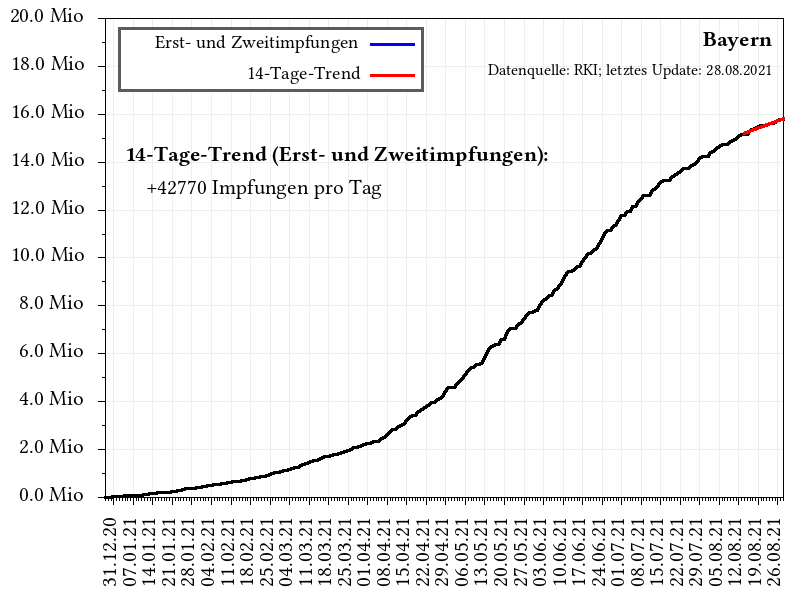 20.0 Mio
18.0 Mio
16.0 Mio
14.0 Mio
12.0 Mio
10.0 Mio
8.0 Mio
6.0 Mio
4.0 Mio
2.0 Mio
0.0 Mio
Erst- und Zweitimpfungen
14-Tage-Trend
Bayern
Datenquelle: RKI; letztes Update: 28.08.2021
14-Tage-Trend (Erst- und Zweitimpfungen):
+42770 Impfungen pro Tag
31.12.20
07.01.21
14.01.21
21.01.21
28.01.21
04.02.21
11.02.21
18.02.21
25.02.21
04.03.21
11.03.21
18.03.21
25.03.21
01.04.21
08.04.21
15.04.21
22.04.21
29.04.21
06.05.21
13.05.21
20.05.21
27.05.21
03.06.21
10.06.21
17.06.21
24.06.21
01.07.21
08.07.21
15.07.21
22.07.21
29.07.21
05.08.21
12.08.21
19.08.21
26.08.21